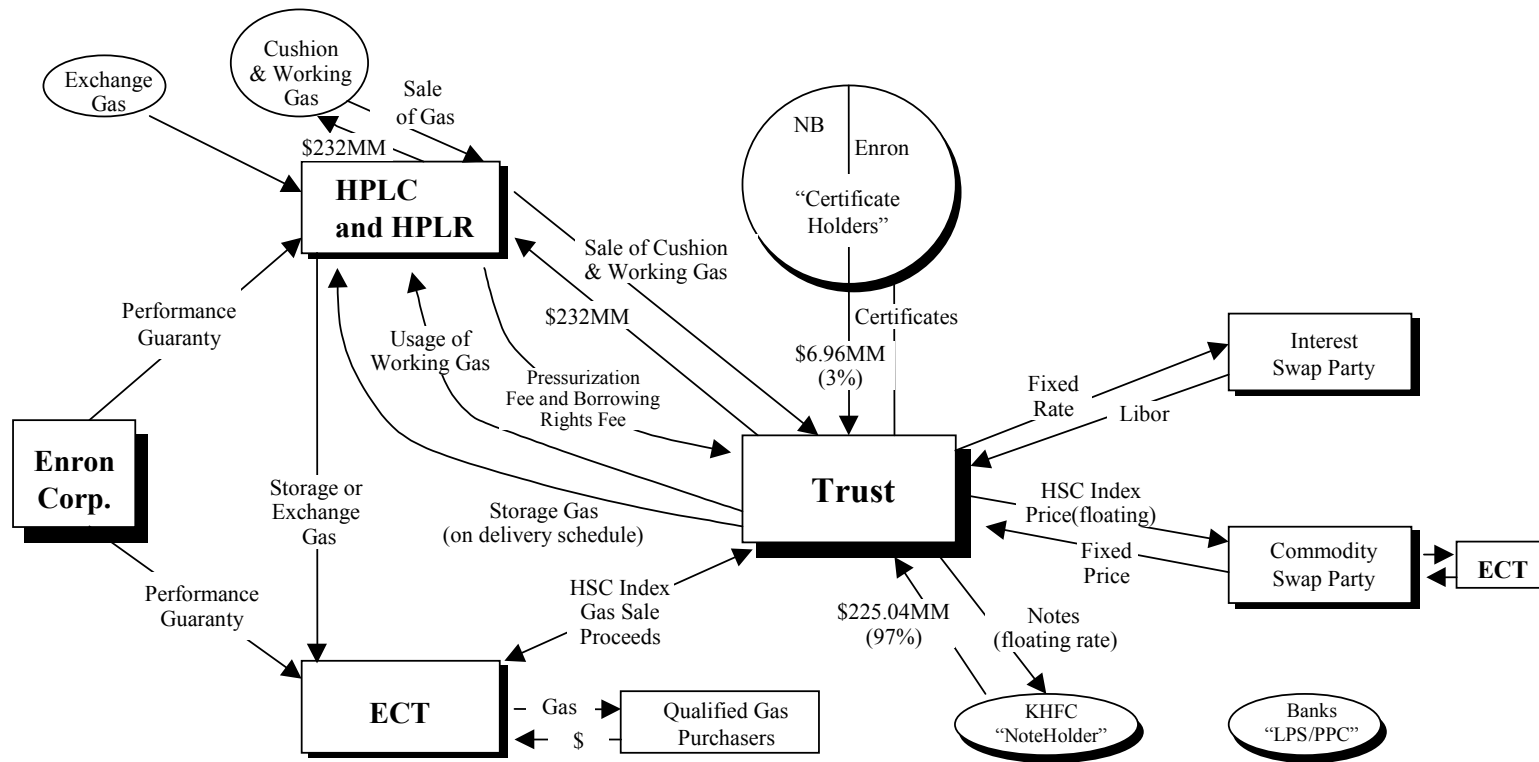 Cushion
& Working
Gas
Exchange
Gas
Sale
of Gas
$232MM
HPLC
and HPLR
NB
Enron
“Certificate
Holders”
Sale of Cushion
& Working Gas
$232MM
Certificates
$6.96MM
(3%)
Performance
Guaranty
Usage of
Working Gas
Pressurization
Fee and Borrowing
Rights Fee
Interest
Swap Party
Fixed
Rate
Libor
Enron
Corp.
Trust
Storage or
Exchange
Gas
Storage Gas
(on delivery schedule)
HSC Index
Price(floating)
Fixed
Price
Commodity
Swap Party
ECT
Performance
Guaranty
HSC Index
Gas Sale
Proceeds
$225.04MM
(97%)
Notes
(floating rate)
ECT
Gas
$
Qualified Gas
Purchasers
KHFC
“NoteHolder”
Banks
“LPS/PPC”